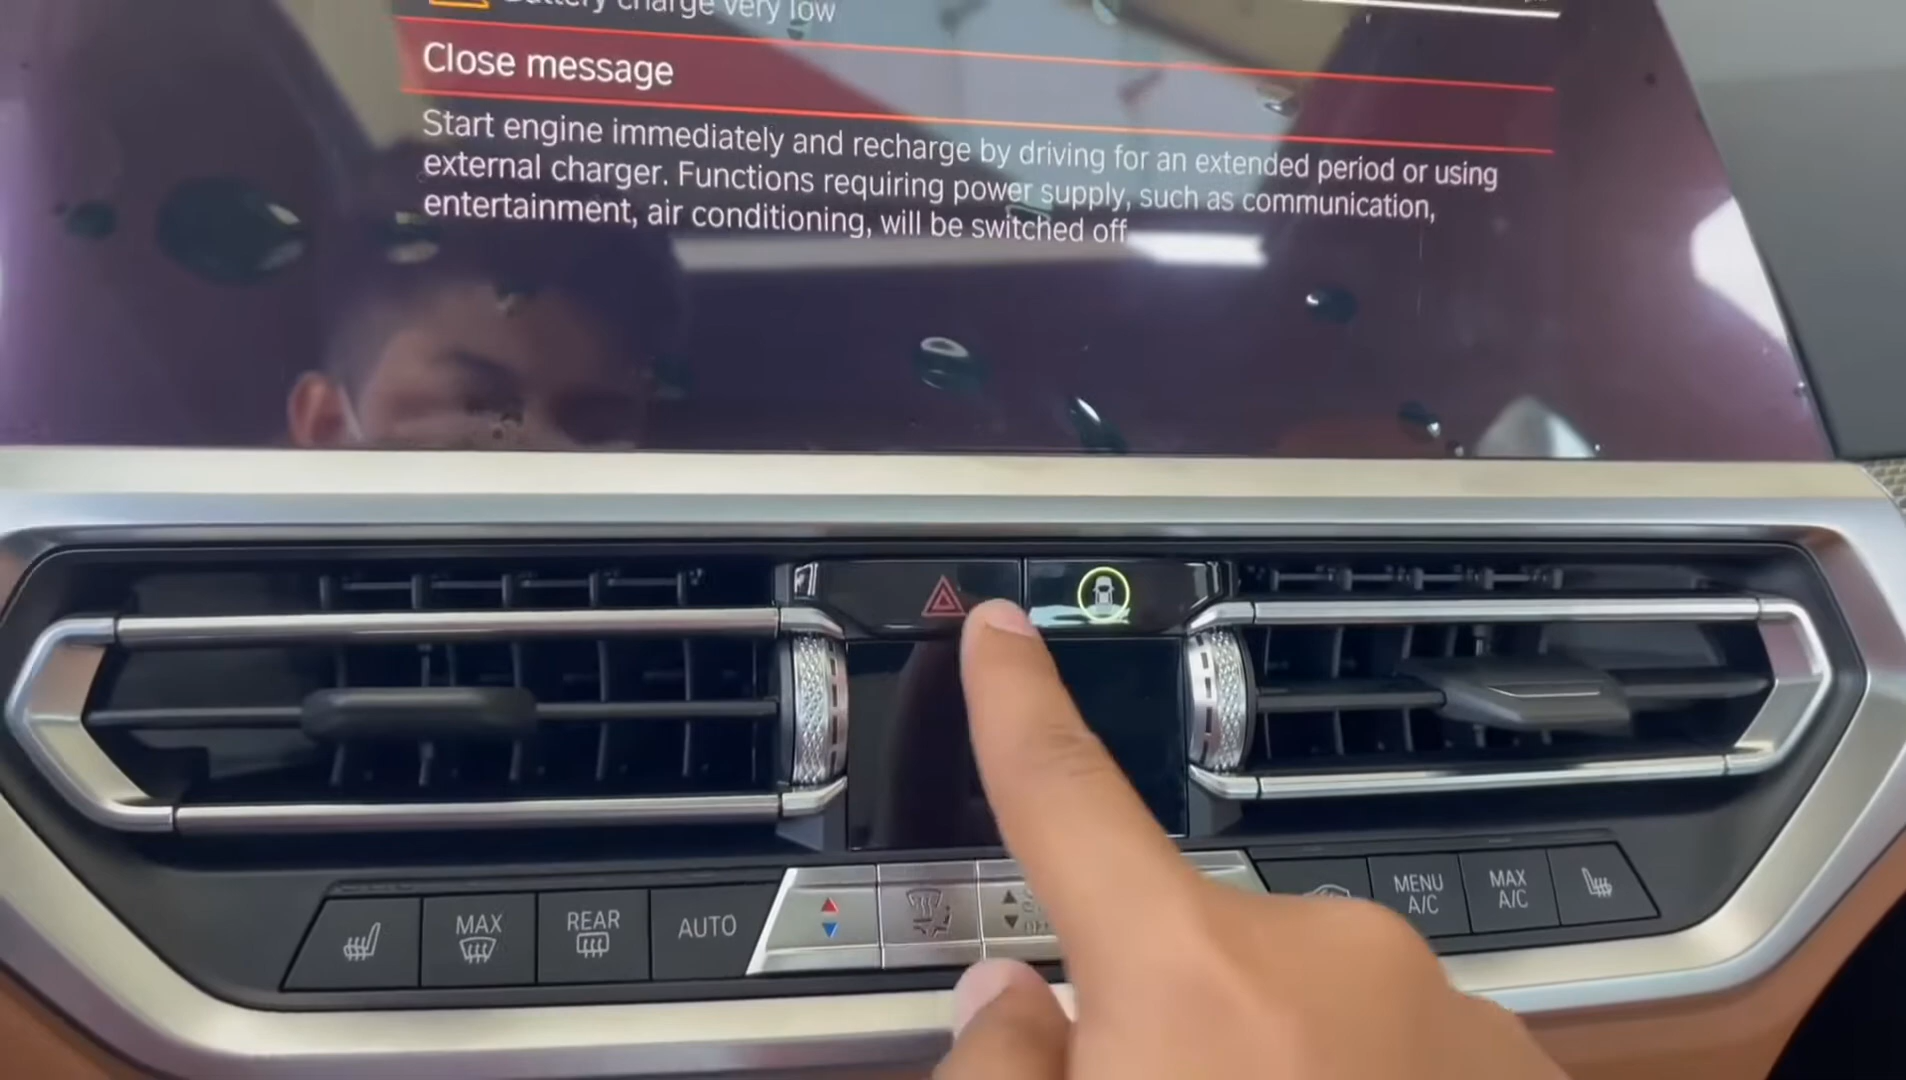 Battery charge very low
Close message
Start engine immediately and recharge by driving for an extended period or using
external charger. Functions requiring power supply, such as communication,
entertainment, air conditioning, will be switched off
MAX
REAR
AUTO
MENU
A/C
MAX
A/C